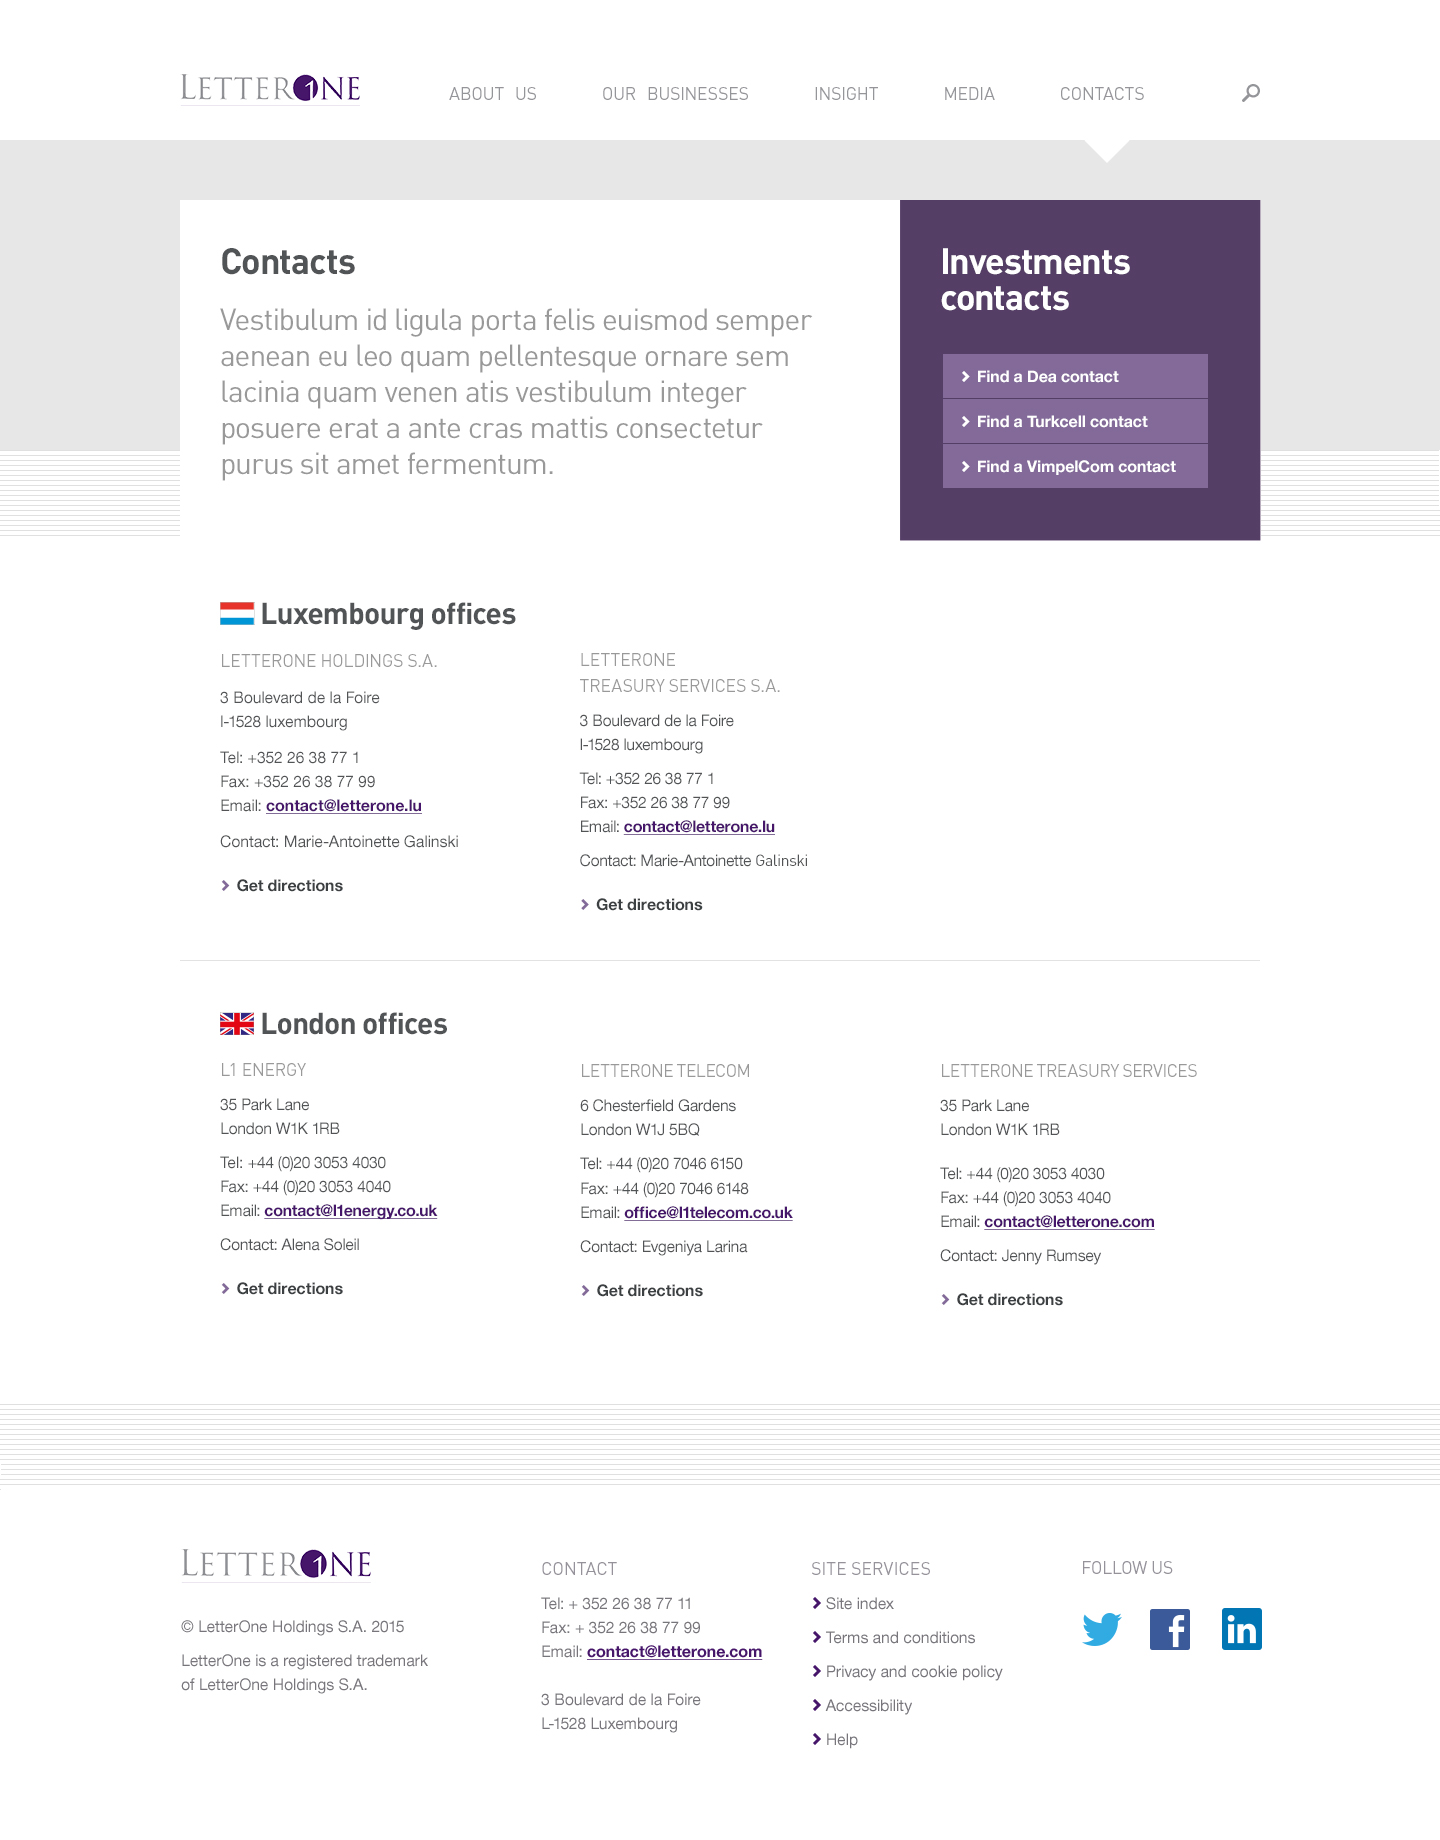 LETTERONE
ABOUT US
OUR BUSINESSES
INSIGHT
MEDIA
CONTACTS
Contacts
Vestibulum id ligula porta felis euismod semper
aenean eu leo quam pellentesque ornare sem
lacinia quam venen atis vestibulum integer
posuere erat a ante cras mattis consectetur
purus sit amet fermentum.
Investments
contacts
Find a Dea contact
Find a Turkcell contact
Find a VimpelCom contact
Luxembourg offices
LETTERONE HOLDINGS S.A.
3 Boulevard de la Foire
l-1528 luxembourg
Tel: +352 26 38 77 1
Fax: +352 26 38 77 99
Email: contact@letterone.lu
Contact: Marie-Antoinette Galinski
Get directions
LETTERONE
TREASURY SERVICES S.A.
3 Boulevard de la Foire
l-1528 luxembourg
Tel: +352 26 38 77 1
Fax: +352 26 38 77 99
Email: contact@letterone.lu
Contact: Marie-Antoinette Galinski
Get directions
London offices
L1 ENERGY
35 Park Lane
London W1K 1RB
Tel: +44 (0)20 3053 4030
Fax: +44 (0)20 3053 4040
Email: contact@l1energy.co.uk
Contact: Alena Soleil
Get directions
LETTERONE TELECOM
6 Chesterfield Gardens
London W1J 5BQ
Tel: +44 (0)20 7046 6150
Fax: +44 (0)20 7046 6148
Email: office@l1telecom.co.uk
Contact: Evgeniya Larina
Get directions
LETTERONE TREASURY SERVICES
35 Park Lane
London W1K 1RB
Tel: +44 (0)20 3053 4030
Fax: +44 (0)20 3053 4040
Email: contact@letterone.com
Contact: Jenny Rumsey
Get directions
LETTERONE
© LetterOne Holdings S.A. 2015
LetterOne is a registered trademark
of LetterOne Holdings S.A.
CONTACT
Tel: + 352 26 38 77 11
Fax: + 352 26 38 77 99
Email: contact@letterone.com
3 Boulevard de la Foire
L-1528 Luxembourg
SITE SERVICES
Site index
Terms and conditions
Privacy and cookie policy
Accessibility
Help
FOLLOW US
f
in